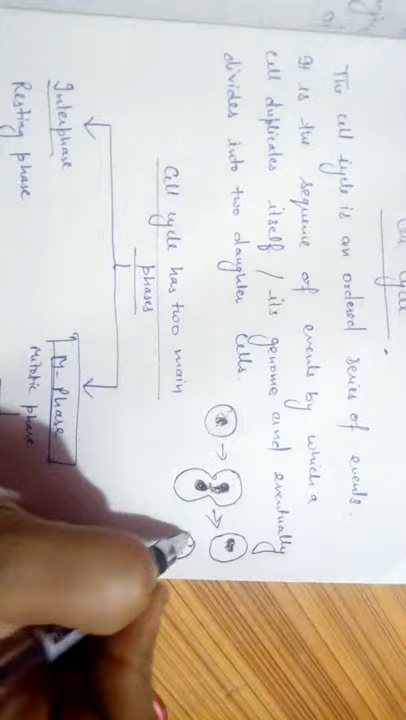 Cell Cycle
The cell cycle is an ordered series of events.
It is the sequence of events by which a
cell duplicates itself / its genome and eventually
divides into two daughter cells.
Cell cycle has two main
phases
Interphase
Resting phase
M-Phase
Mitotic phase